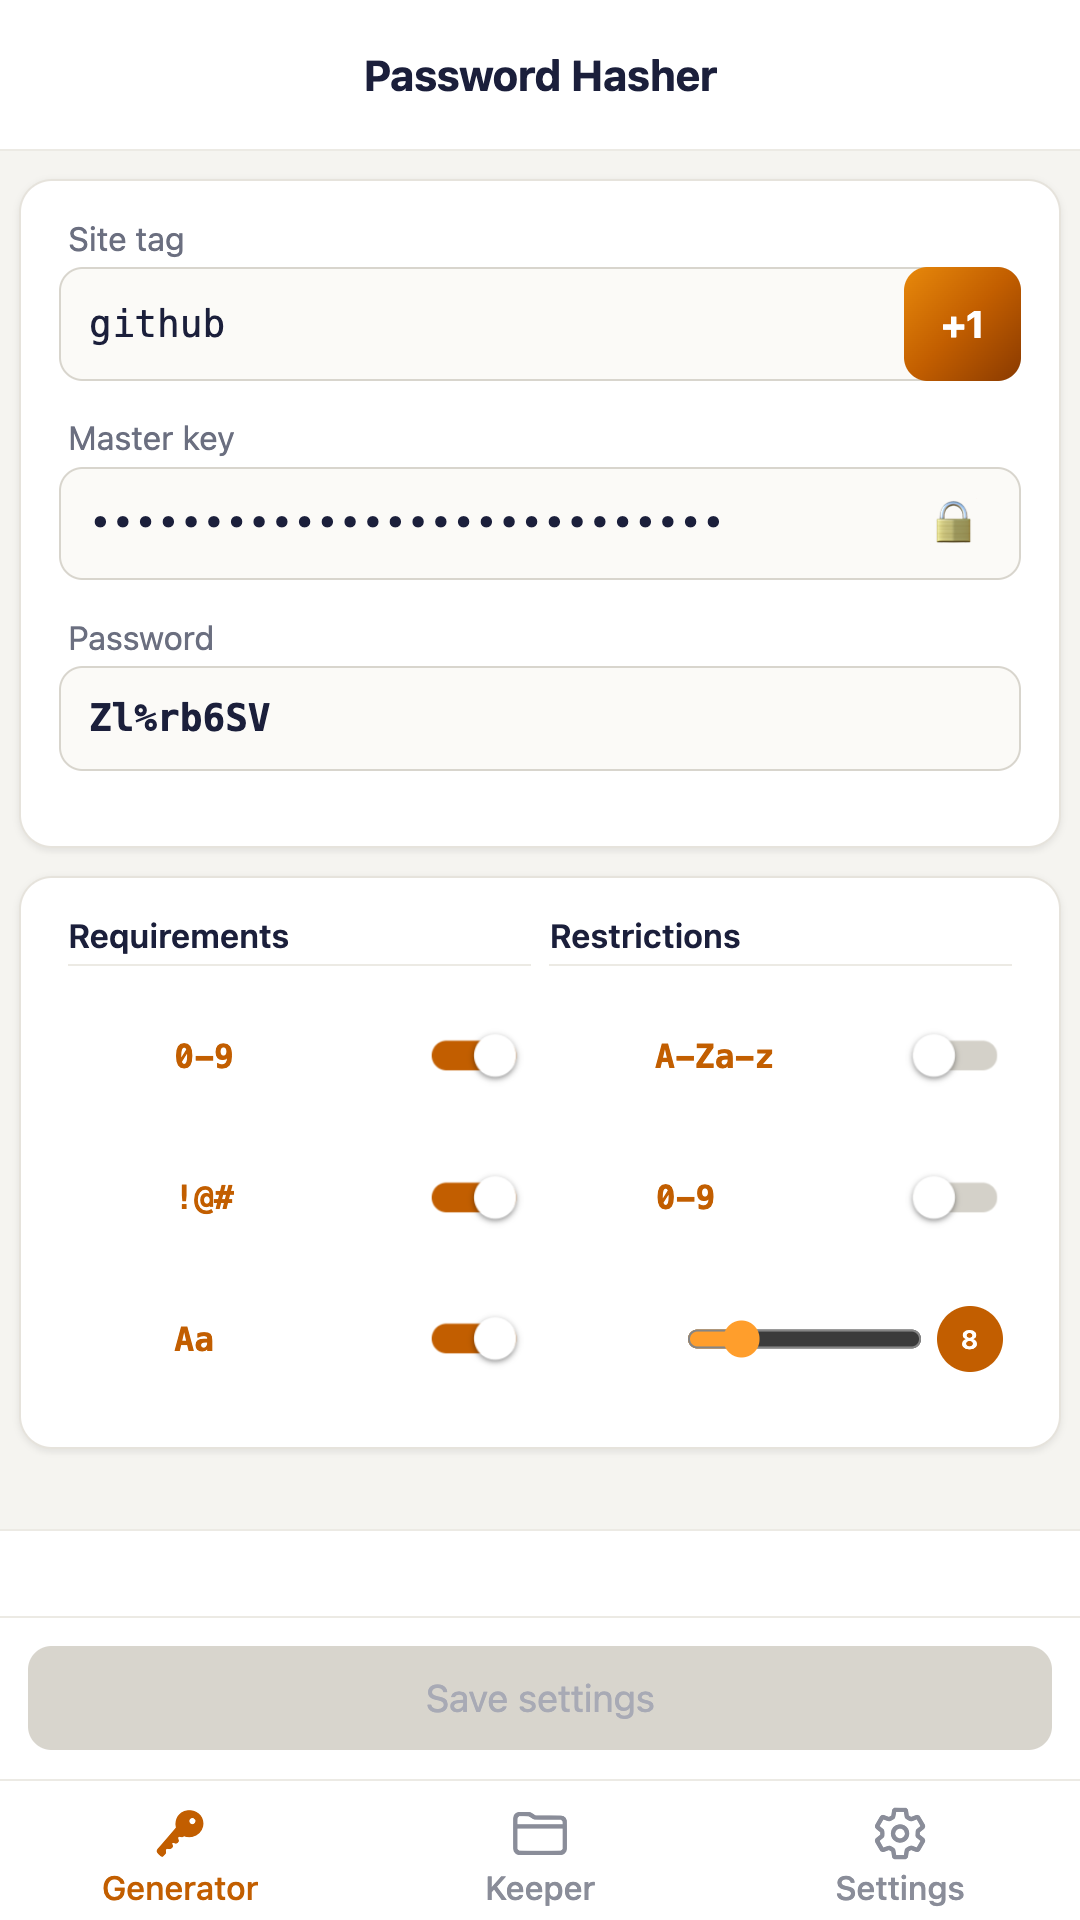 Password Hasher
Site tag
github
+1
Master key
••••••••••••••••••••••••••••
Password
Zl%rb6SV
Requirements
Restrictions
0-9
A-Za-z
!@#
0-9
Aa
8
Save settings
Generator
Keeper
Settings